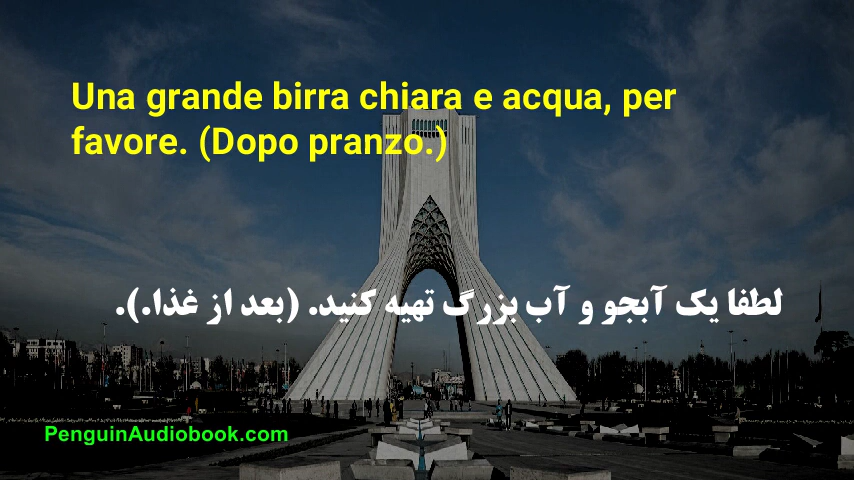 Una grande birra chiara e acqua, per
favore. (Dopo pranzo.)
لطفا یک آبجو و آب بزرگ تهیه کنید. (بعد از غذا.).
PenguinAudiobook.com